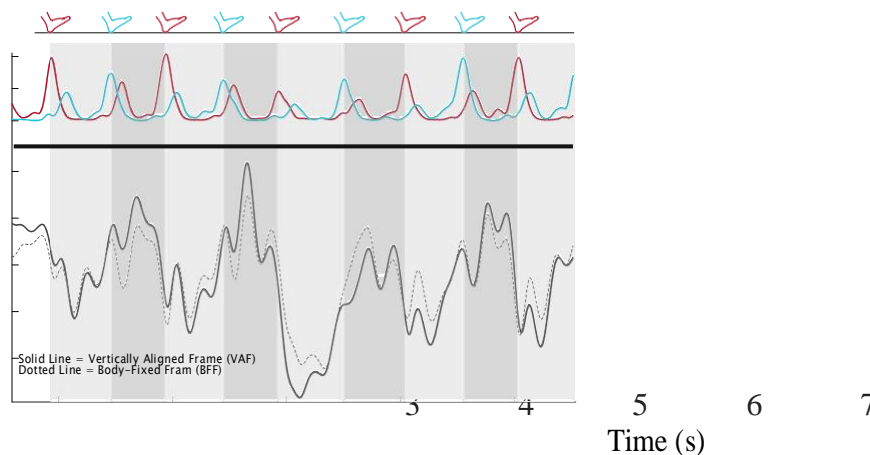 Solid Line = Vertically Aligned Frame (VAF)
Dotted Line = Body-Fixed Fram (BFF)
3 4 5 6 7
Time (s)